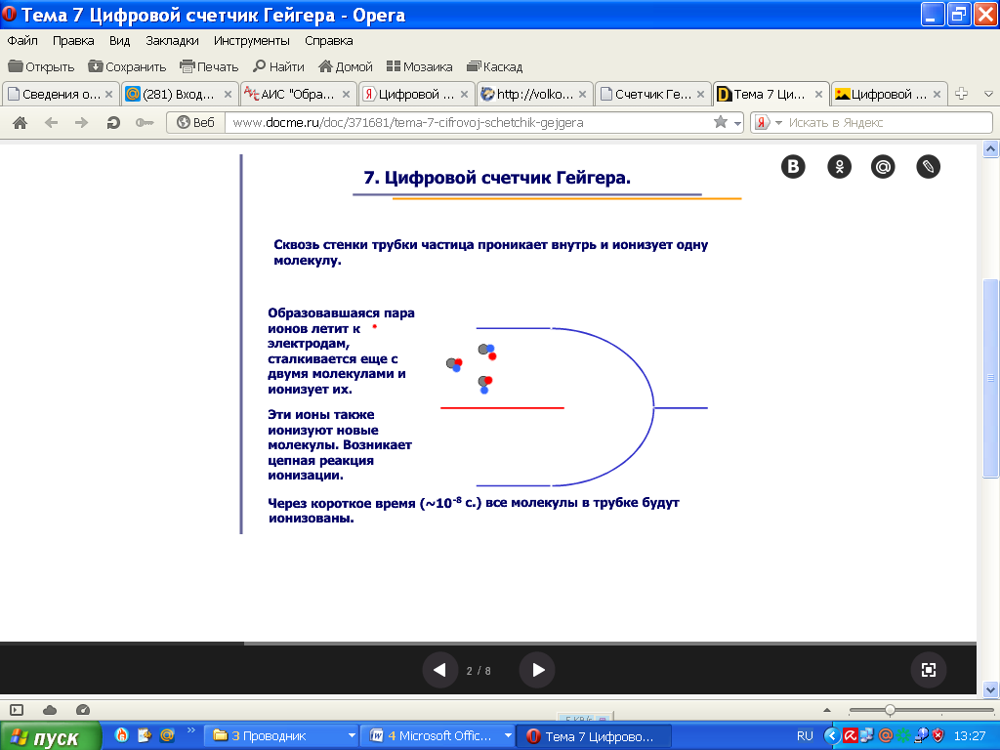 Тема 7 Цифровой счетчик Гейгера - Opera
Файл Правка Вид Закладки Инструменты Справка
Открыть Сохранить Печать Найти Домой Мозаика Каскад
Сведения о... (281) Вход... АИС "Обра... Цифровой ... http://volko... Счетчик Ге... Тема 7 Ци... Цифровой ...
Веб www.docme.ru/doc/371681/tema-7-cifrovoj-schetchik-gejgera Искать в Яндекс
7. Цифровой счетчик Гейгера.
Сквозь стенки трубки частица проникает внутрь и ионизует одну
молекулу.
Образовавшаяся пара
ионов летит к
электродам,
сталкивается еще с
двумя молекулами и
ионизует их.
Эти ионы также
ионизуют новые
молекулы. Возникает
цепная реакция
ионизации.
Через короткое время (~10-8 с.) все молекулы в трубке будут
ионизованы.
2 / 8
пуск 3 Проводник 4 Microsoft Offic... Тема 7 Цифрово... RU 13:27